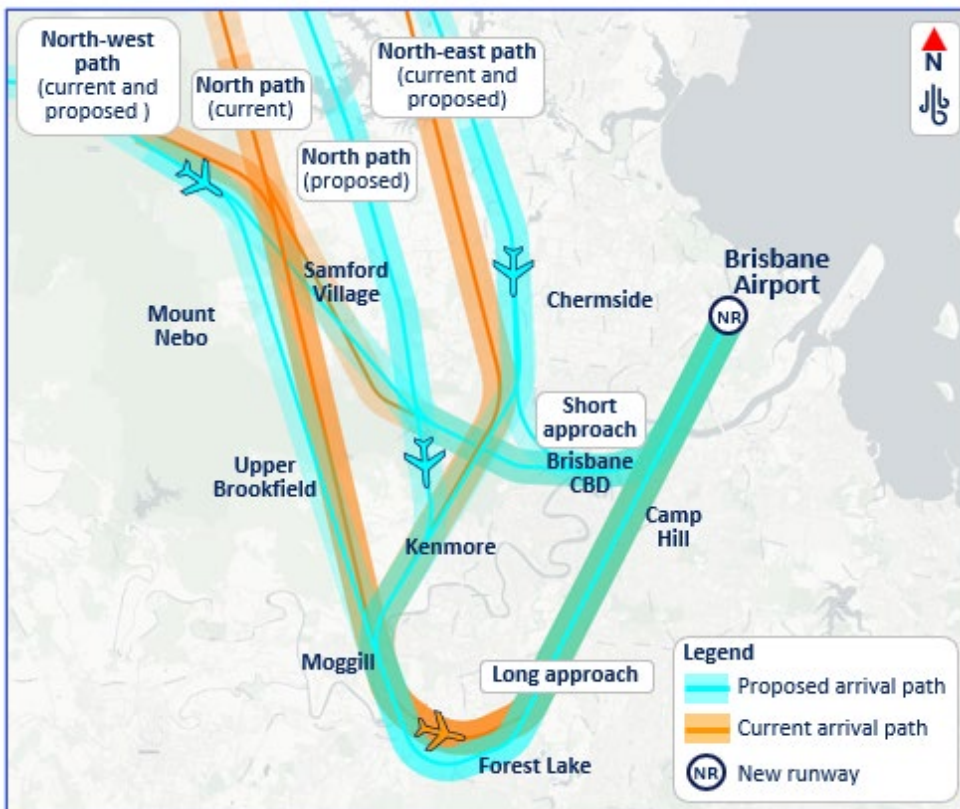 North-west
path
(current and
proposed )
North path
(current)
North-east path
(current and
proposed)
N
North path
(proposed)
Samford
Village
Mount
Nebo
Chermside
Brisbane
Airport
NR
Short
approach
Brisbane
CBD
Upper
Brookfield
Camp
Hill
Kenmore
Moggill
Long approach
Forest Lake
Legend
Proposed arrival path
Current arrival path
NR New runway